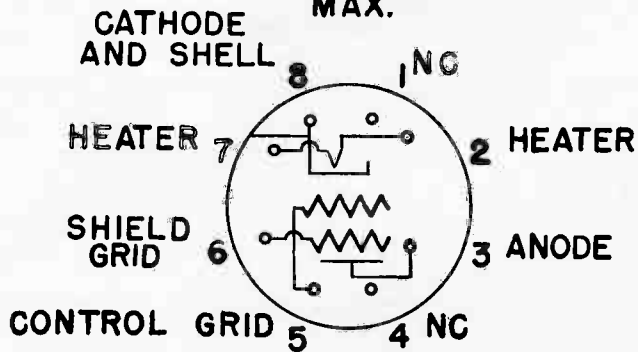 MAX.
CATHODE
AND SHELL
8
1 NC
HEATER 7
2 HEATER
SHIELD
GRID
6
3 ANODE
CONTROL GRID 5
4 NC